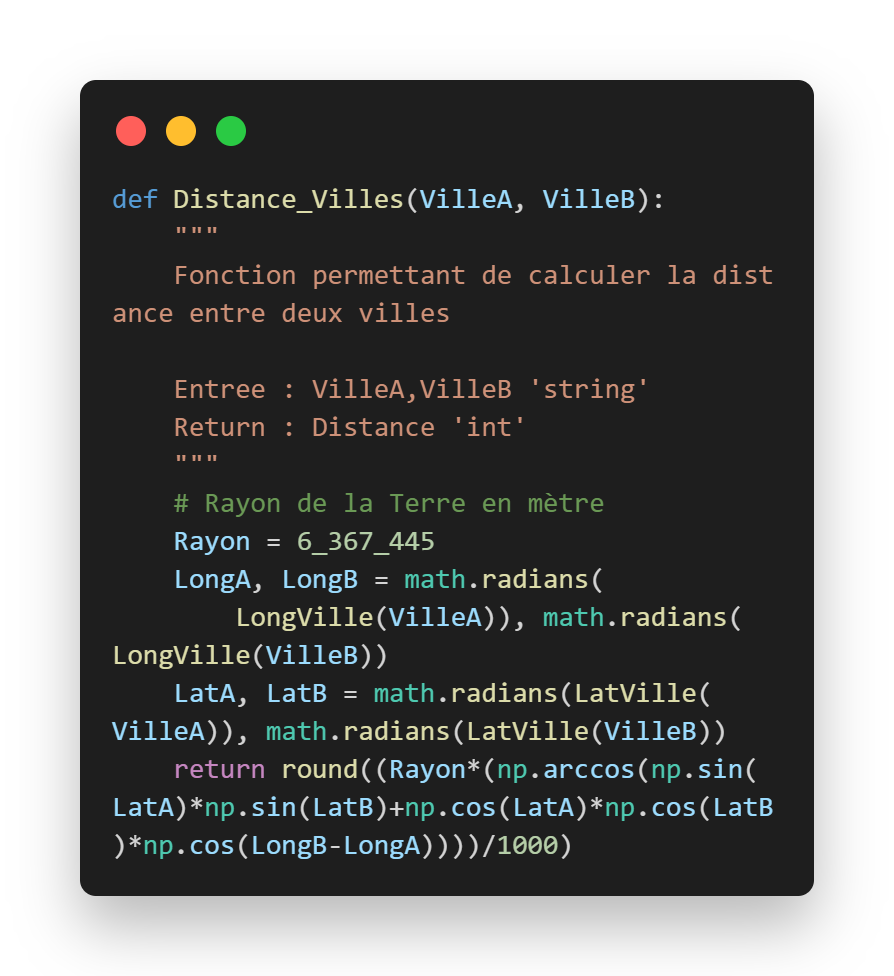 def Distance_Villes(VilleA, VilleB):
    """
    Fonction permettant de calculer la dist
ance entre deux villes

    Entree : VilleA,VilleB 'string'
    Return : Distance 'int'
    """
    # Rayon de la Terre en mètre
    Rayon = 6_367_445
    LongA, LongB = math.radians(
        LongVille(VilleA)), math.radians(
LongVille(VilleB))
    LatA, LatB = math.radians(LatVille(
VilleA)), math.radians(LatVille(VilleB))
    return round((Rayon*(np.arccos(np.sin(
LatA)*np.sin(LatB)+np.cos(LatA)*np.cos(LatB
)*np.cos(LongB-LongA))))/1000)